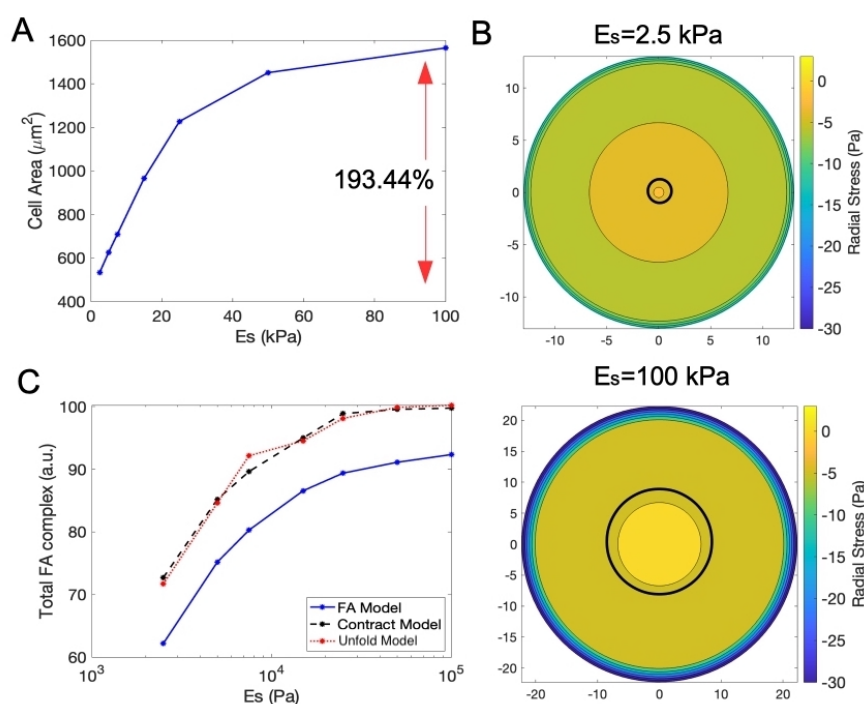 A
1600
1400
1200
1000
800
600
400
Cell Area (μm²)
193.44%
0 20 40 60 80 100
Es (kPa)
B
Es=2.5 kPa
10
5
0
-5
-10
-10 -5 0 5 10
0
-5
-10
-15
-20
-25
-30
Radial Stress (Pa)
C
100
90
80
70
60
Total FA complex (a.u.)
FA Model
Contract Model
Unfold Model
10³ 10⁴ 10⁵
Es (Pa)
Es=100 kPa
20
15
10
5
0
-5
-10
-15
-20
-20 -10 0 10 20
0
-5
-10
-15
-20
-25
-30
Radial Stress (Pa)